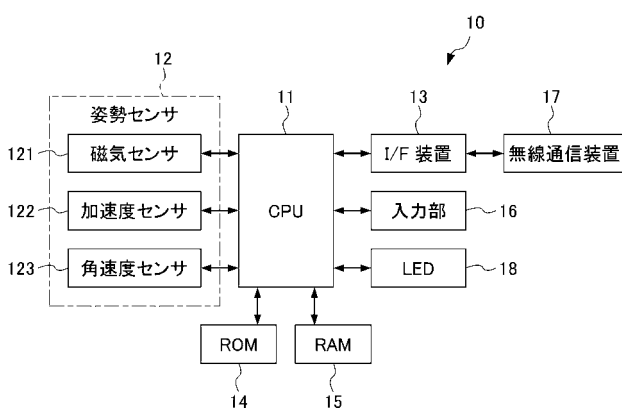 10
12
11
13
17
姿勢センサ
121
磁気センサ
I/F 装置
無線通信装置
122
加速度センサ
CPU
入力部
16
123
角速度センサ
LED
18
ROM
RAM
14
15